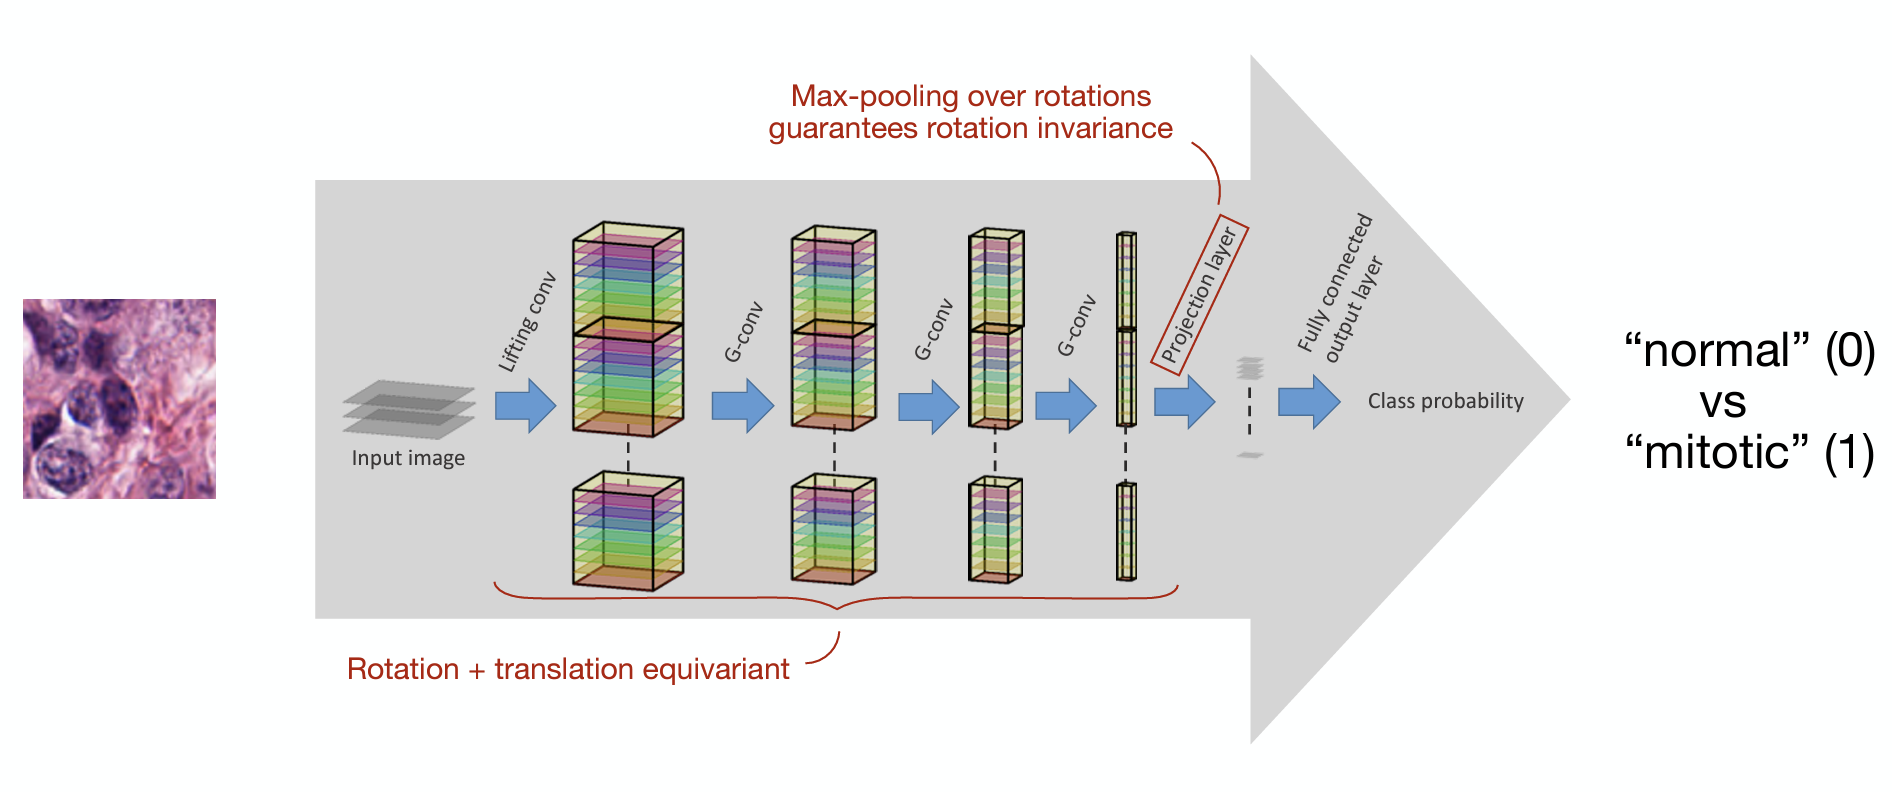 Max-pooling over rotations
guarantees rotation invariance
Input image
Lifting conv
G-conv
G-conv
G-conv
Projection layer
Fully connected
output layer
Class probability
“normal” (0)
vs
“mitotic” (1)
Rotation + translation equivariant